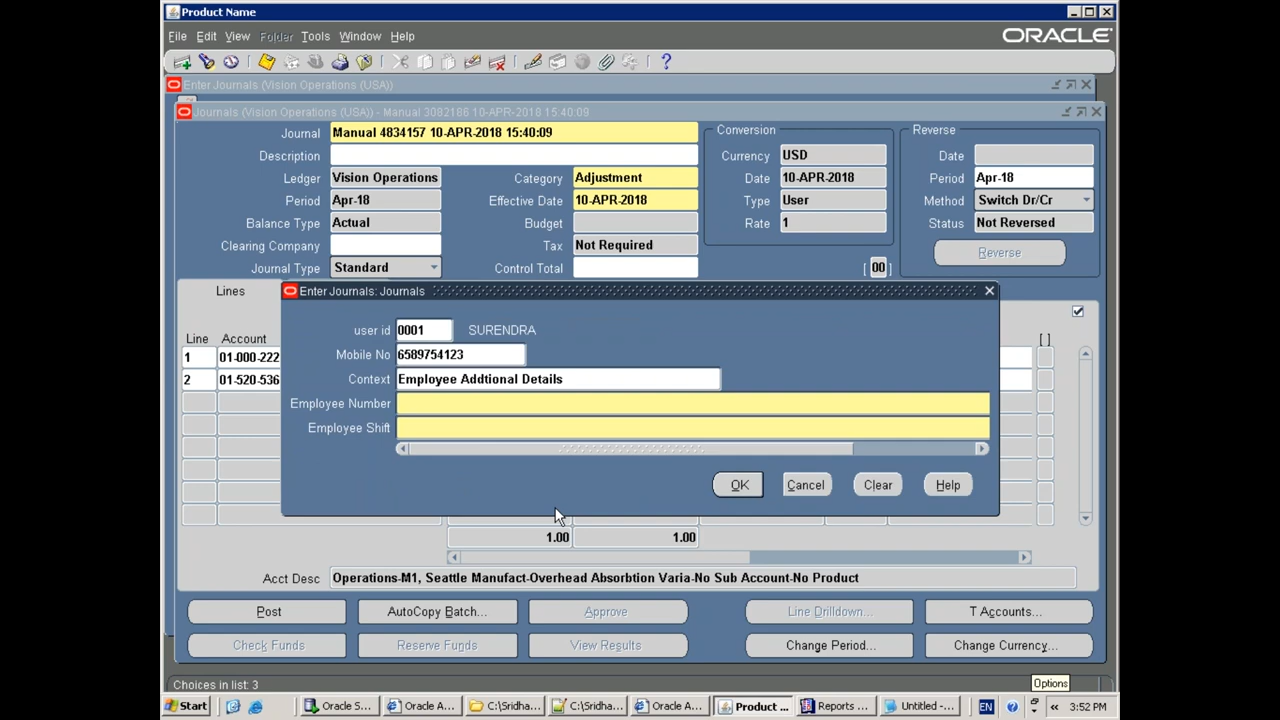 Product Name
File Edit View Folder Tools Window Help
ORACLE
Enter Journals (Vision Operations (USA))
Journals (Vision Operations (USA)) - Manual 3082186 10-APR-2018 15:40:09
Journal Manual 4834157 10-APR-2018 15:40:09
Description
Ledger Vision Operations Category Adjustment
Period Apr-18 Effective Date 10-APR-2018
Balance Type Actual Budget
Clearing Company Tax Not Required
Journal Type Standard Control Total
Conversion
Currency USD
Date 10-APR-2018
Type User
Rate 1
Reverse
Date
Period Apr-18
Method Switch Dr/Cr
Status Not Reversed
Reverse
[ 00 ]
Lines
Line Account [ ]
1 01-000-222
2 01-520-536
Enter Journals: Journals
user id 0001 SURENDRA
Mobile No 6589754123
Context Employee Addtional Details
Employee Number
Employee Shift
OK Cancel Clear Help
1.00 1.00
Acct Desc Operations-M1, Seattle Manufact-Overhead Absorbtion Varia-No Sub Account-No Product
Post AutoCopy Batch... Approve Line Drilldown... T Accounts...
Check Funds Reserve Funds View Results Change Period... Change Currency...
Choices in list: 3
Options
Start Oracle S... Oracle A... C:\Sridha... C:\Sridha... Oracle A... Product ... Reports ... Untitled -... EN 3:52 PM